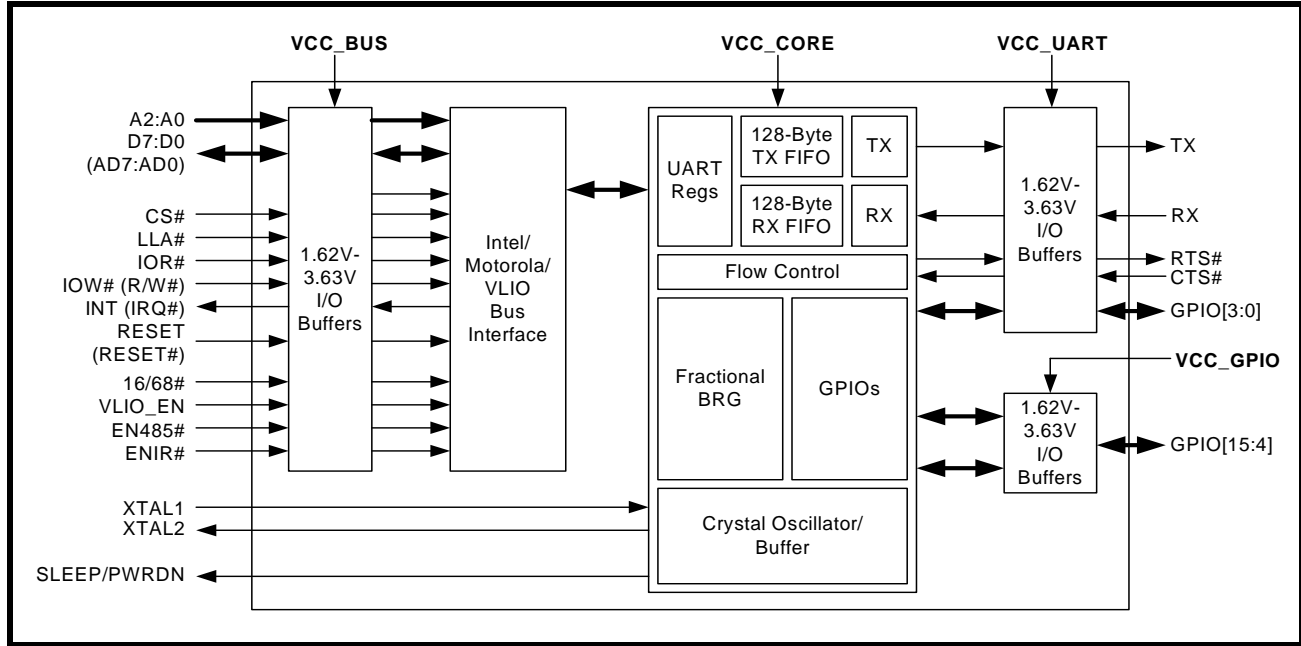 VCC_BUS
VCC_CORE
VCC_UART
A2:A0
D7:D0
(AD7:AD0)
CS#
LLA#
IOR#
IOW# (R/W#)
INT (IRQ#)
RESET
(RESET#)
16/68#
VLIO_EN
EN485#
ENIR#
XTAL1
XTAL2
SLEEP/PWRDN
1.62V-
3.63V
I/O
Buffers
Intel/
Motorola/
VLIO
Bus
Interface
UART
Regs
128-Byte
TX FIFO
TX
128-Byte
RX FIFO
RX
Flow Control
Fractional
BRG
GPIOs
Crystal Oscillator/
Buffer
1.62V-
3.63V
I/O
Buffers
TX
RX
RTS#
CTS#
GPIO[3:0]
VCC_GPIO
1.62V-
3.63V
I/O
Buffers
GPIO[15:4]